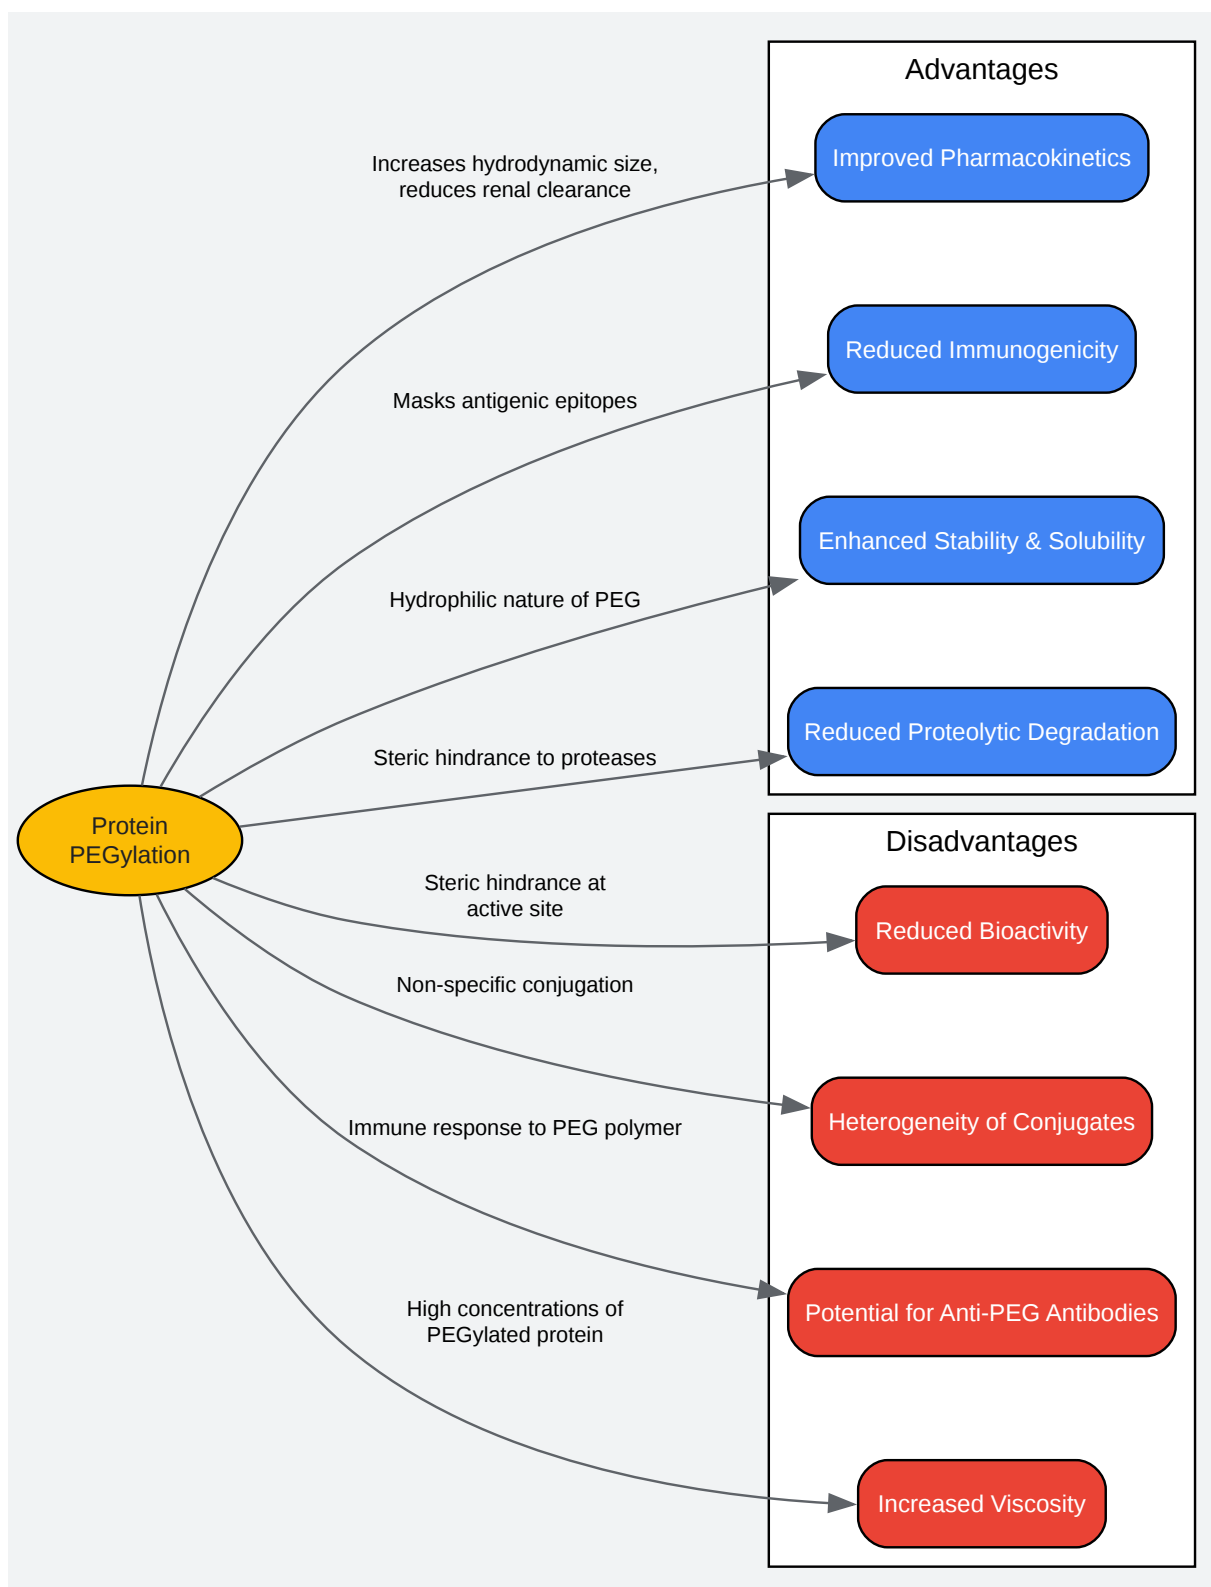 Advantages
Increases hydrodynamic size,
reduces renal clearance
Improved Pharmacokinetics
Masks antigenic epitopes
Reduced Immunogenicity
Hydrophilic nature of PEG
Enhanced Stability & Solubility
Steric hindrance to proteases
Reduced Proteolytic Degradation
Protein
PEGylation
Disadvantages
Steric hindrance at
active site
Reduced Bioactivity
Non-specific conjugation
Heterogeneity of Conjugates
Immune response to PEG polymer
Potential for Anti-PEG Antibodies
High concentrations of
PEGylated protein
Increased Viscosity